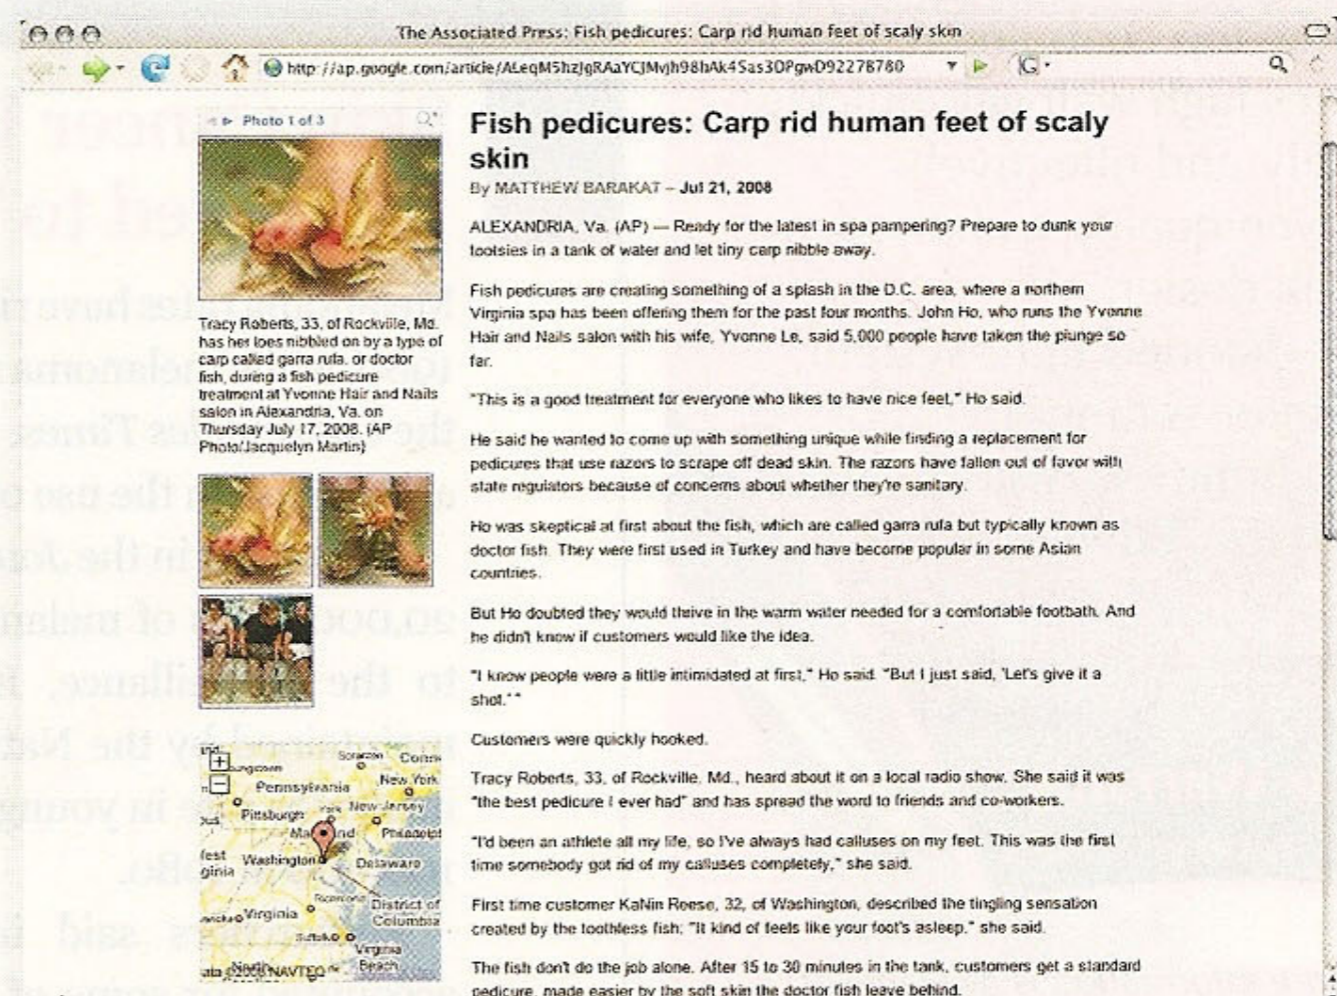 The Associated Press: Fish pedicures: Carp rid human feet of scaly skin
Photo 1 of 3
Tracy Roberts, 33, of Rockville, Md.
has her toes nibbled on by a type of
carp called garra rufa, or doctor
fish, during a fish pedicure
treatment at Yvonne Hair and Nails
salon in Alexandria, Va. on
Thursday July 17, 2008. (AP
Photo/Jacquelyn Martin)
Pennsylvania
New York
Pittsburgh
New Jersey
Washington
Delaware
Virginia
District of
Columbia
Virginia
Beach
Fish pedicures: Carp rid human feet of scaly
skin
By MATTHEW BARAKAT – Jul 21, 2008
ALEXANDRIA, Va. (AP) — Ready for the latest in spa pampering? Prepare to dunk your
tootsies in a tank of water and let tiny carp nibble away.
Fish pedicures are creating something of a splash in the D.C. area, where a northern
Virginia spa has been offering them for the past four months. John Ho, who runs the Yvonne
Hair and Nails salon with his wife, Yvonne Le, said 5,000 people have taken the plunge so
far.
"This is a good treatment for everyone who likes to have nice feet," Ho said.
He said he wanted to come up with something unique while finding a replacement for
pedicures that use razors to scrape off dead skin. The razors have fallen out of favor with
state regulators because of concerns about whether they're sanitary.
Ho was skeptical at first about the fish, which are called garra rufa but typically known as
doctor fish. They were first used in Turkey and have become popular in some Asian
countries.
But Ho doubted they would thrive in the warm water needed for a comfortable footbath. And
he didn't know if customers would like the idea.
"I know people were a little intimidated at first," Ho said. "But I just said, 'Let's give it a
shot.'"
Customers were quickly hooked.
Tracy Roberts, 33, of Rockville, Md., heard about it on a local radio show. She said it was
"the best pedicure I ever had" and has spread the word to friends and co-workers.
"I'd been an athlete all my life, so I've always had calluses on my feet. This was the first
time somebody got rid of my calluses completely," she said.
First time customer KaNin Reese, 32, of Washington, described the tingling sensation
created by the toothless fish: "It kind of feels like your foot's asleep," she said.
The fish don't do the job alone. After 15 to 30 minutes in the tank, customers get a standard
pedicure, made easier by the soft skin the doctor fish leave behind.